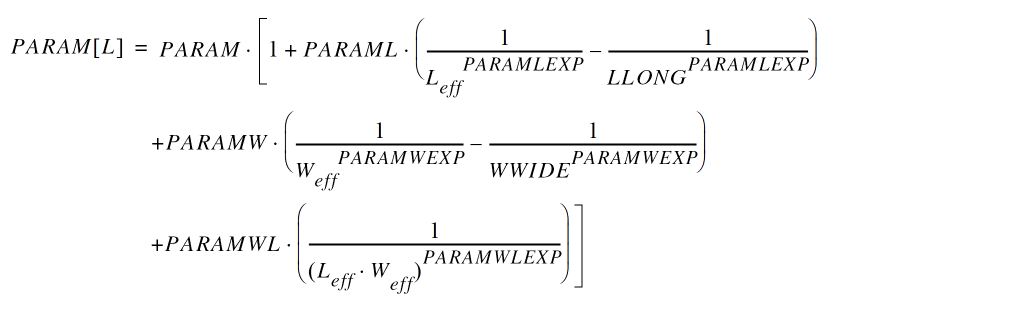 PARAM[L] = PARAM · [1 + PARAML · (1 / L_eff^PARAMLEXP − 1 / LLONG^PARAMLEXP)
+PARAMW · (1 / W_eff^PARAMWEXP − 1 / WWIDE^PARAMWEXP)
+PARAMWL · (1 / (L_eff · W_eff)^PARAMWLEXP)]